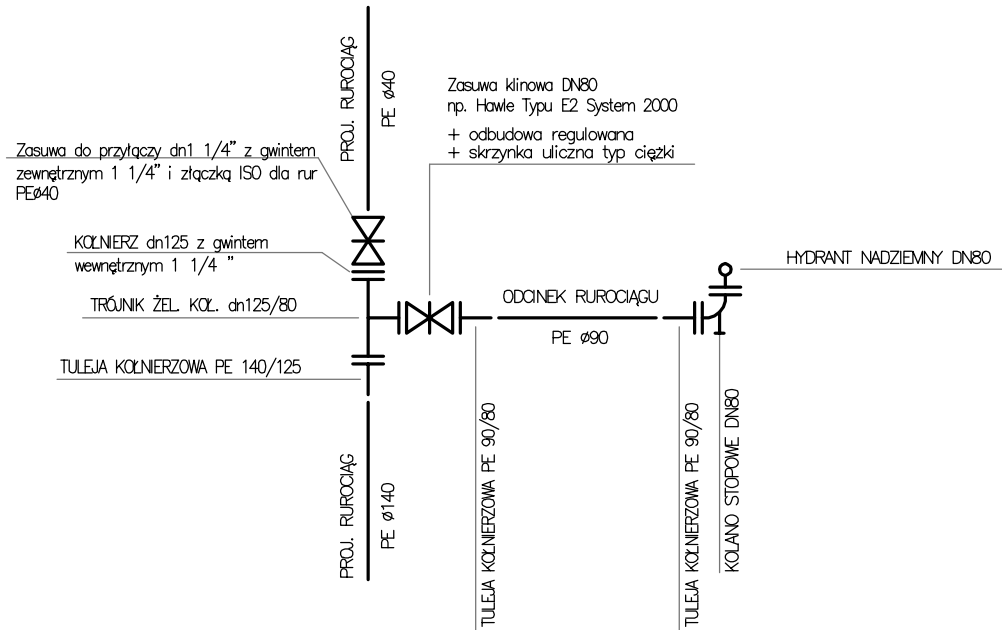 PROJ. RUROCIĄG
PE ø40
Zasuwa klinowa DN80
np. Hawle Typu E2 System 2000
+ odbudowa regulowana
+ skrzynka uliczna typ ciężki
Zasuwa do przyłączy dn1 1/4” z gwintem
zewnętrznym 1 1/4” i złączką ISO dla rur
PEø40
KOŁNIERZ dn125 z gwintem
wewnętrznym 1 1/4 ”
HYDRANT NADZIEMNY DN80
TRÓJNIK ŻEL. KOŁ. dn125/80
ODCINEK RUROCIĄGU
PE ø90
TULEJA KOŁNIERZOWA PE 140/125
PROJ. RUROCIĄG
PE ø140
TULEJA KOŁNIERZOWA PE 90/80
TULEJA KOŁNIERZOWA PE 90/80
KOLANO STOPOWE DN80